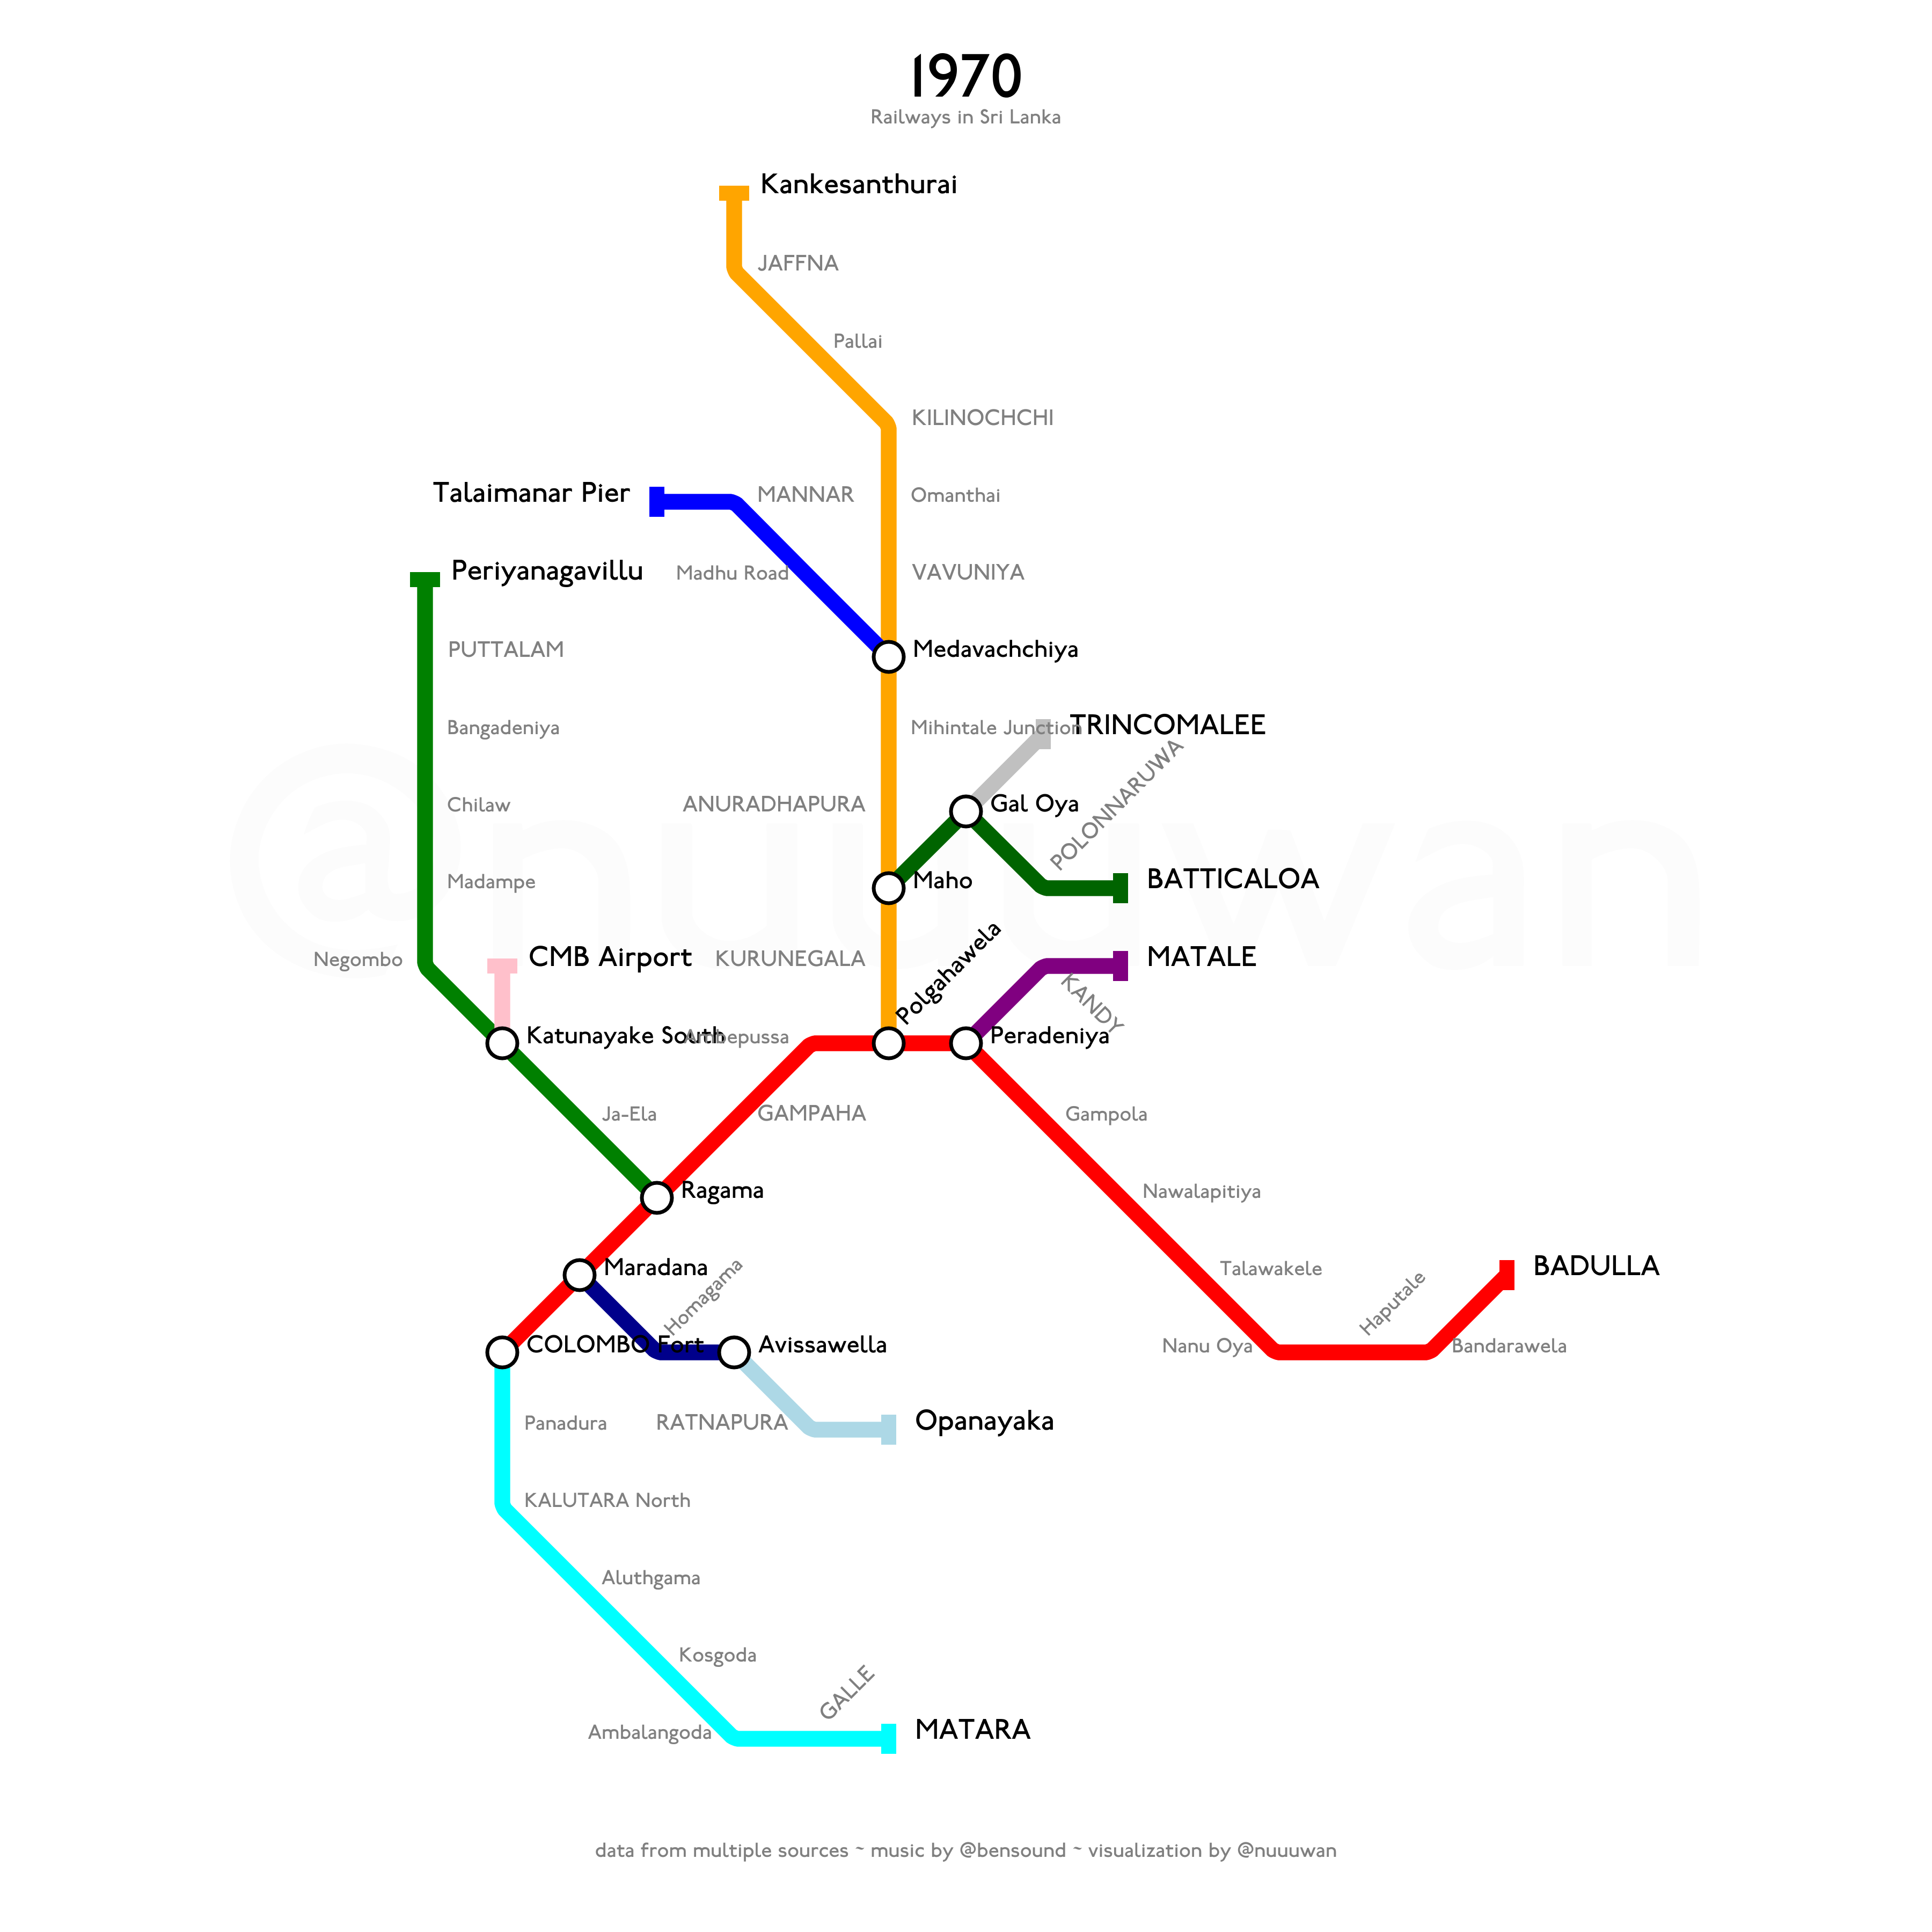 1970
Railways in Sri Lanka
Kankesanthurai
JAFFNA
Pallai
KILINOCHCHI
Talaimanar Pier
MANNAR
Omanthai
Periyanagavillu
Madhu Road
VAVUNIYA
PUTTALAM
Medavachchiya
Bangadeniya
Mihintale Junction
TRINCOMALEE
Chilaw
ANURADHAPURA
Gal Oya
POLONNARUWA
@nuuuwan
Madampe
Maho
BATTICALOA
Negombo
CMB Airport
KURUNEGALA
Polgahawela
MATALE
KANDY
Katunayake South
Ambepussa
Peradeniya
Ja-Ela
GAMPAHA
Gampola
Ragama
Nawalapitiya
Maradana
Homagama
Talawakele
Haputale
BADULLA
COLOMBO Fort
Avissawella
Nanu Oya
Bandarawela
Panadura
RATNAPURA
Opanayaka
KALUTARA North
Aluthgama
Kosgoda
GALLE
Ambalangoda
MATARA
data from multiple sources ~ music by @bensound ~ visualization by @nuuuwan